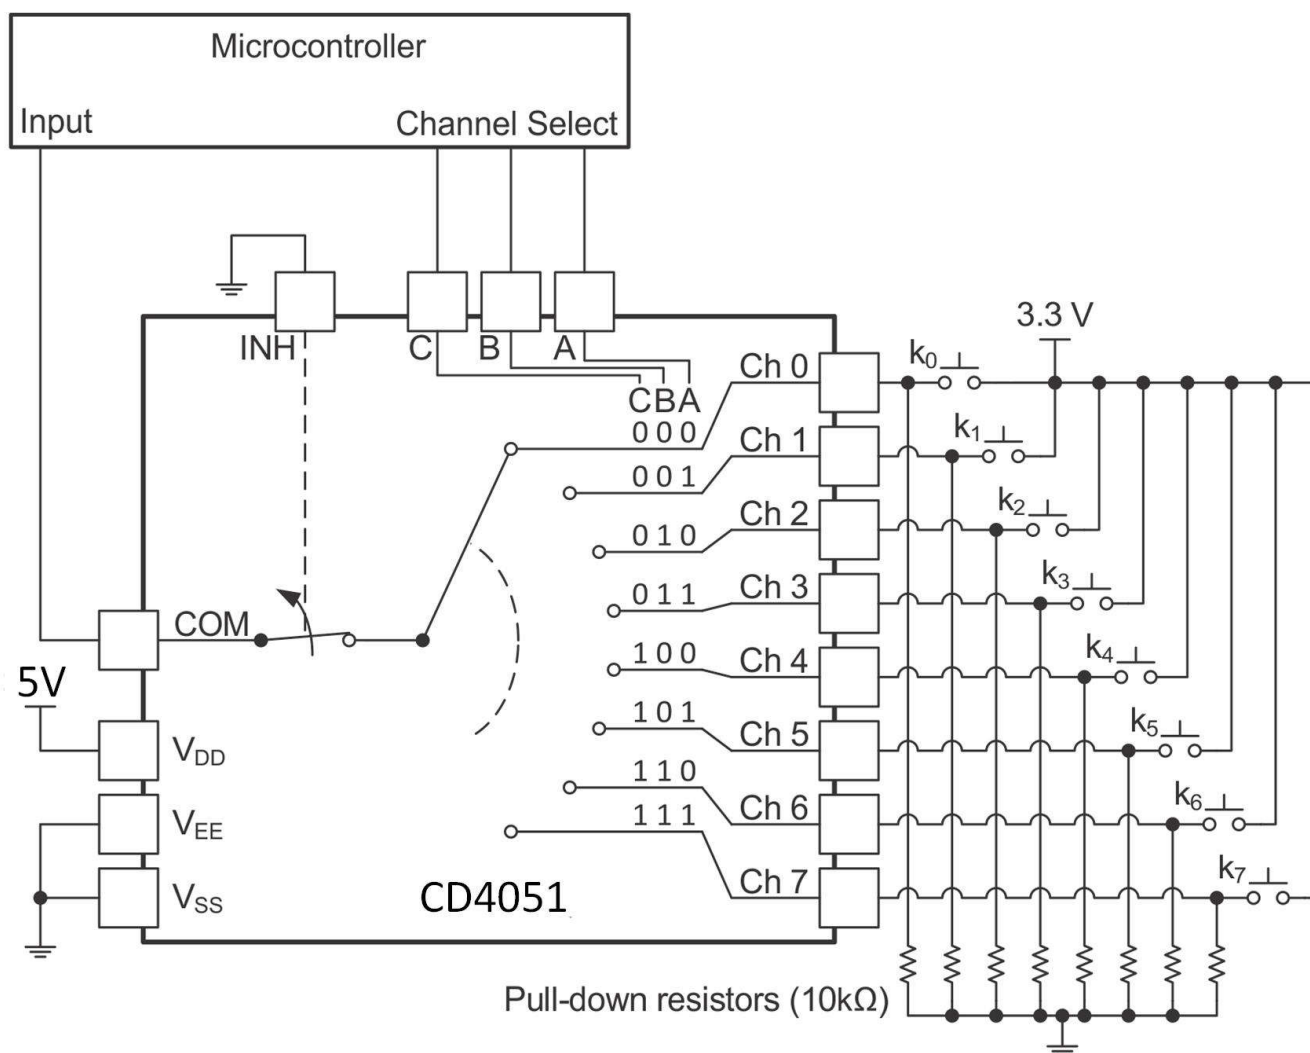 Microcontroller
Input
Channel Select
INH
C
B
A
3.3 V
CBA
k0
Ch 0
000
k1
Ch 1
001
k2
Ch 2
010
k3
Ch 3
011
COM
k4
Ch 4
100
5V
k5
Ch 5
101
VDD
k6
Ch 6
110
VEE
111
k7
Ch 7
VSS
CD4051
Pull-down resistors (10kΩ)